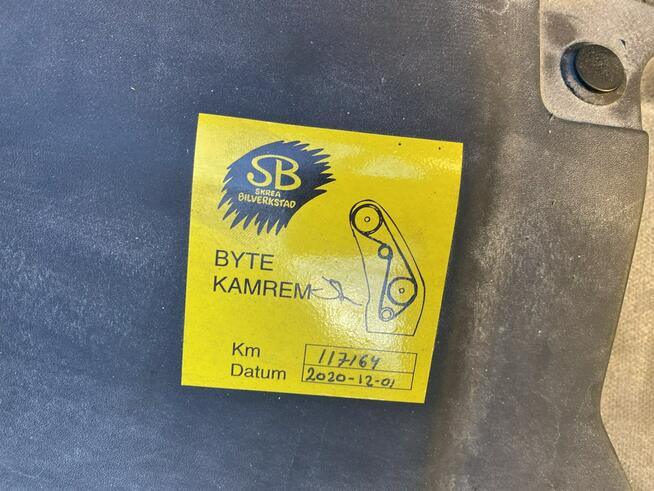 SB
SKREA
BILVERKSTAD
BYTE
KAMREM
Km 117164
Datum 2020-12-01